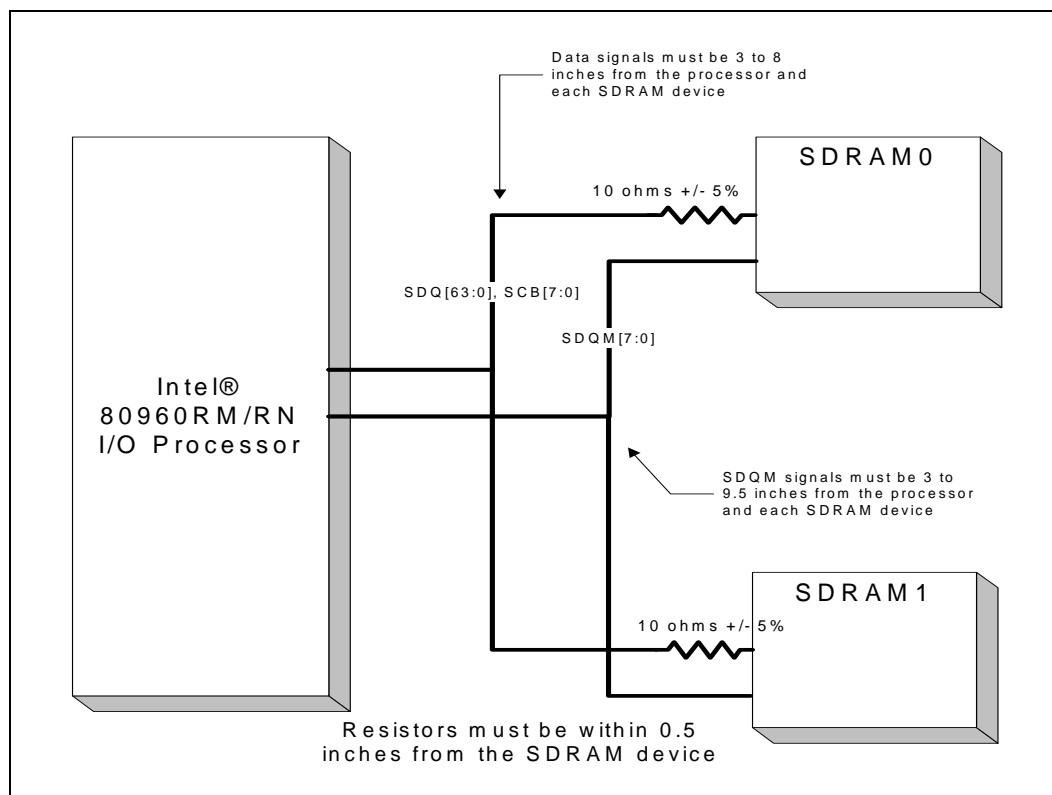 Data signals must be 3 to 8
inches from the processor and
each SDRAM device
SDRAM0
10 ohms +/- 5%
SDQ[63:0], SCB[7:0]
SDQM[7:0]
Intel®
80960RM/RN
I/O Processor
SDQM signals must be 3 to
9.5 inches from the processor
and each SDRAM device
SDRAM1
10 ohms +/- 5%
Resistors must be within 0.5
inches from the SDRAM device